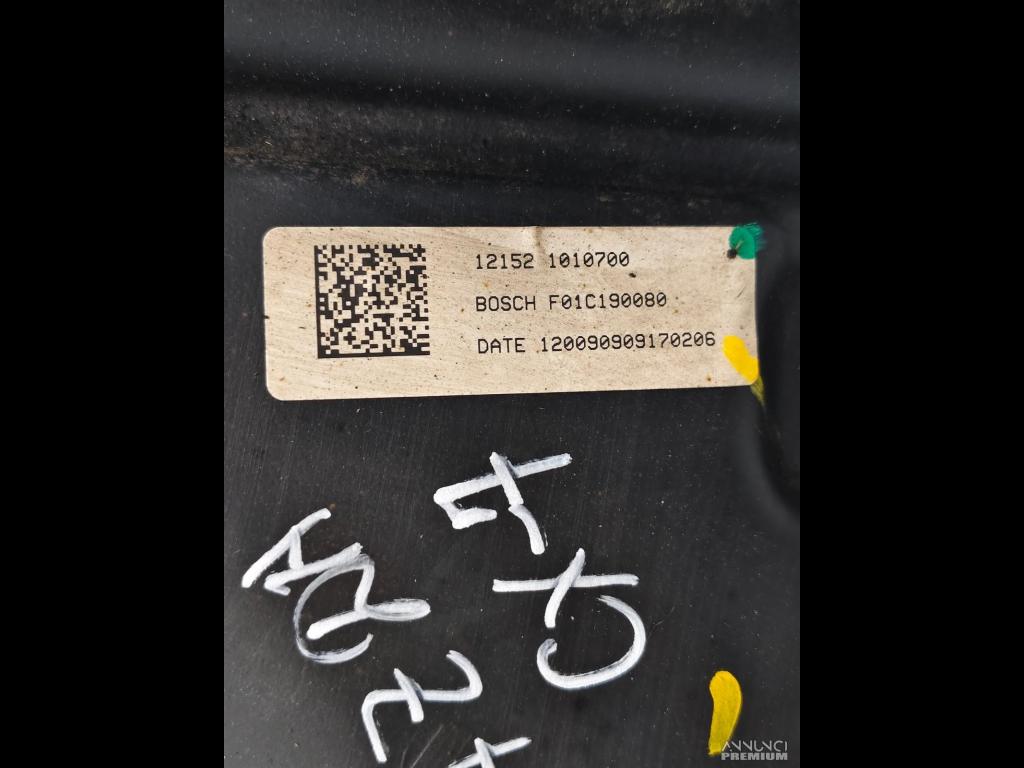 12152 1010700
BOSCH F01C190080
DATE 120090909170206
ANNUNCI
PREMIUM